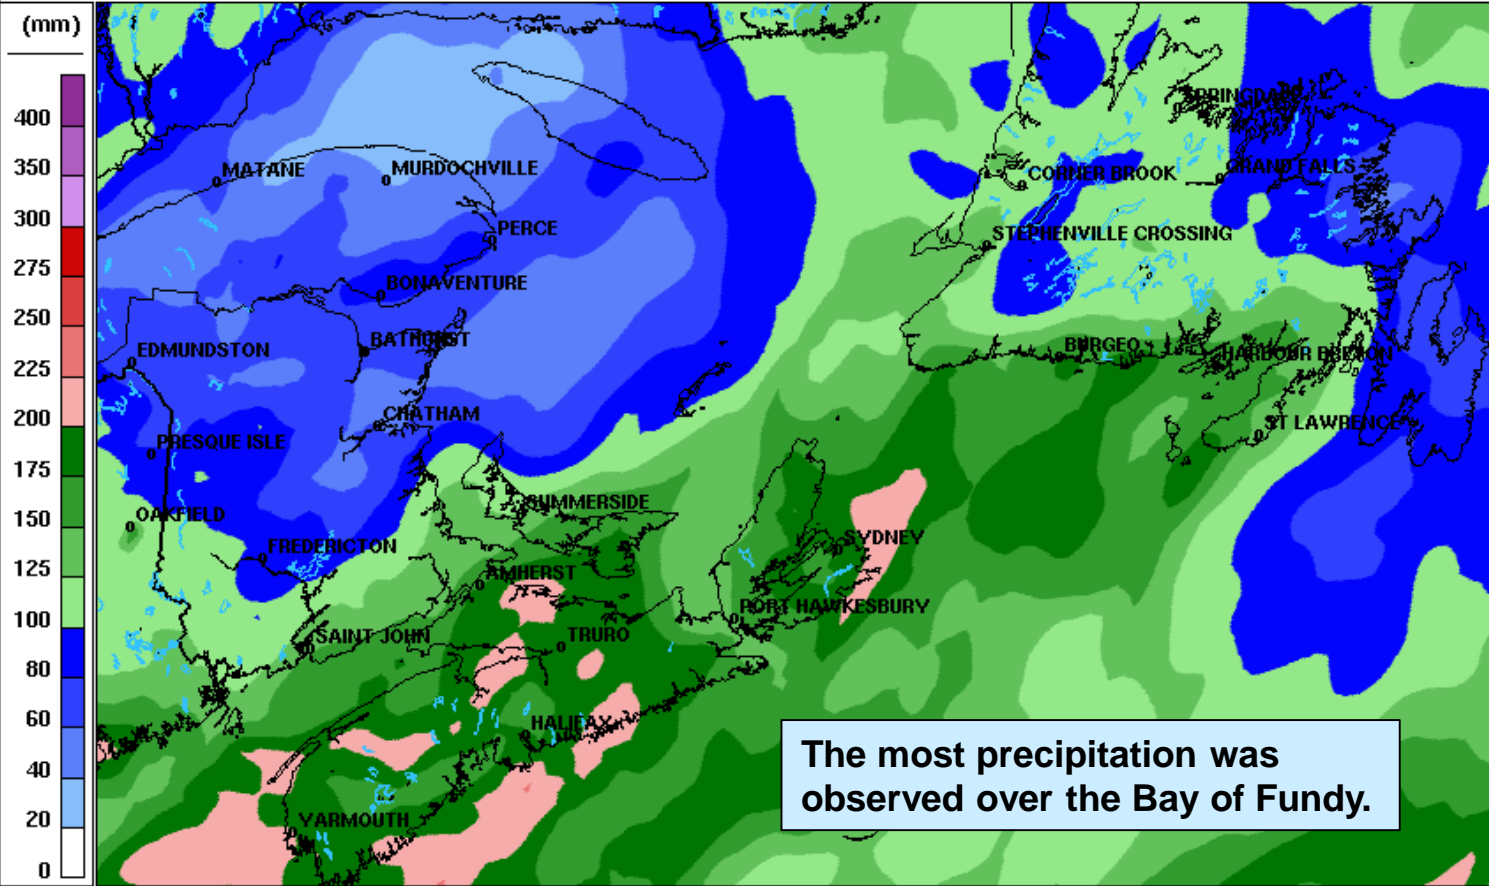 (mm)
400
350
300
275
250
225
200
175
150
125
100
80
60
40
20
0
SPRINGDALE
MATANE
MURDOCHVILLE
CORNER BROOK
GRAND FALLS
PERCE
STEPHENVILLE CROSSING
BONAVENTURE
BATHURST
EDMUNDSTON
BURGEO
HARBOUR BRETON
CHATHAM
PRESQUE ISLE
ST LAWRENCE
SUMMERSIDE
OAKFIELD
SYDNEY
FREDERICTON
AMHERST
PORT HAWKESBURY
SAINT JOHN
TRURO
HALIFAX
YARMOUTH
The most precipitation was
observed over the Bay of Fundy.